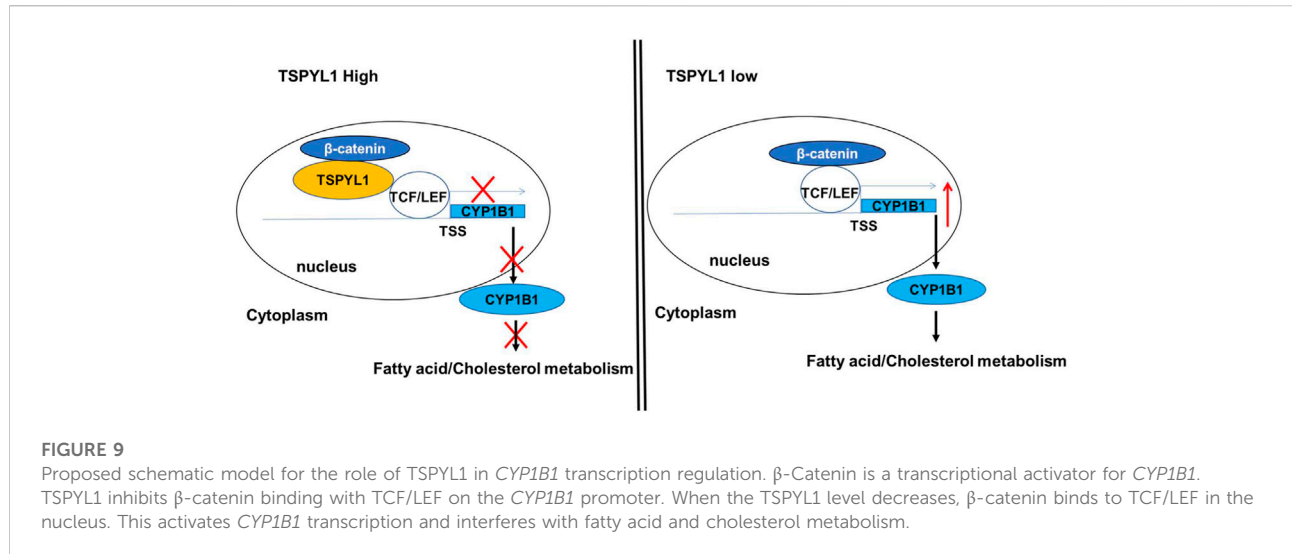 TSPYL1 High
β-catenin
TSPYL1
TCF/LEF
CYP1B1
TSS
nucleus
CYP1B1
Cytoplasm
Fatty acid/Cholesterol metabolism
TSPYL1 low
β-catenin
TCF/LEF
CYP1B1
TSS
nucleus
CYP1B1
Cytoplasm
Fatty acid/Cholesterol metabolism
FIGURE 9
Proposed schematic model for the role of TSPYL1 in CYP1B1 transcription regulation. β-Catenin is a transcriptional activator for CYP1B1.
TSPYL1 inhibits β-catenin binding with TCF/LEF on the CYP1B1 promoter. When the TSPYL1 level decreases, β-catenin binds to TCF/LEF in the
nucleus. This activates CYP1B1 transcription and interferes with fatty acid and cholesterol metabolism.